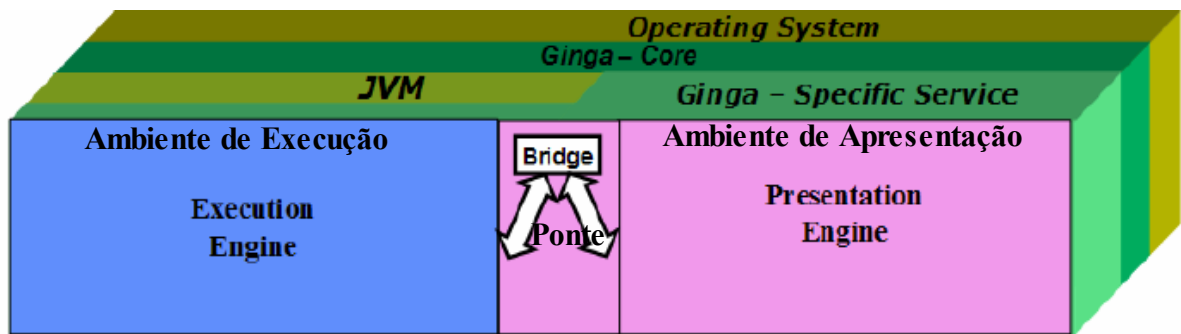 Operating System
Ginga – Core
JVM
Ginga – Specific Service
Ambiente de Execução
Execution
Engine
Bridge
Ponte
Ambiente de Apresentação
Presentation
Engine